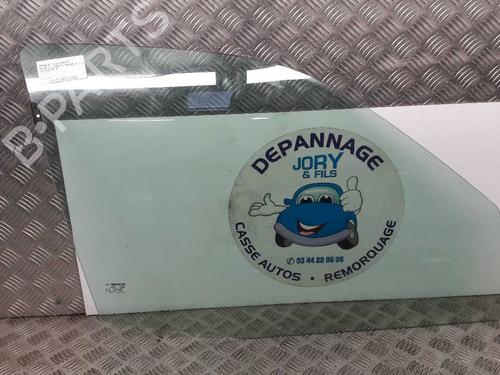 B-PARTS
DEPANNAGE
JORY
& FILS
03 44 22 06 06
CASSE AUTOS • REMORQUAGE